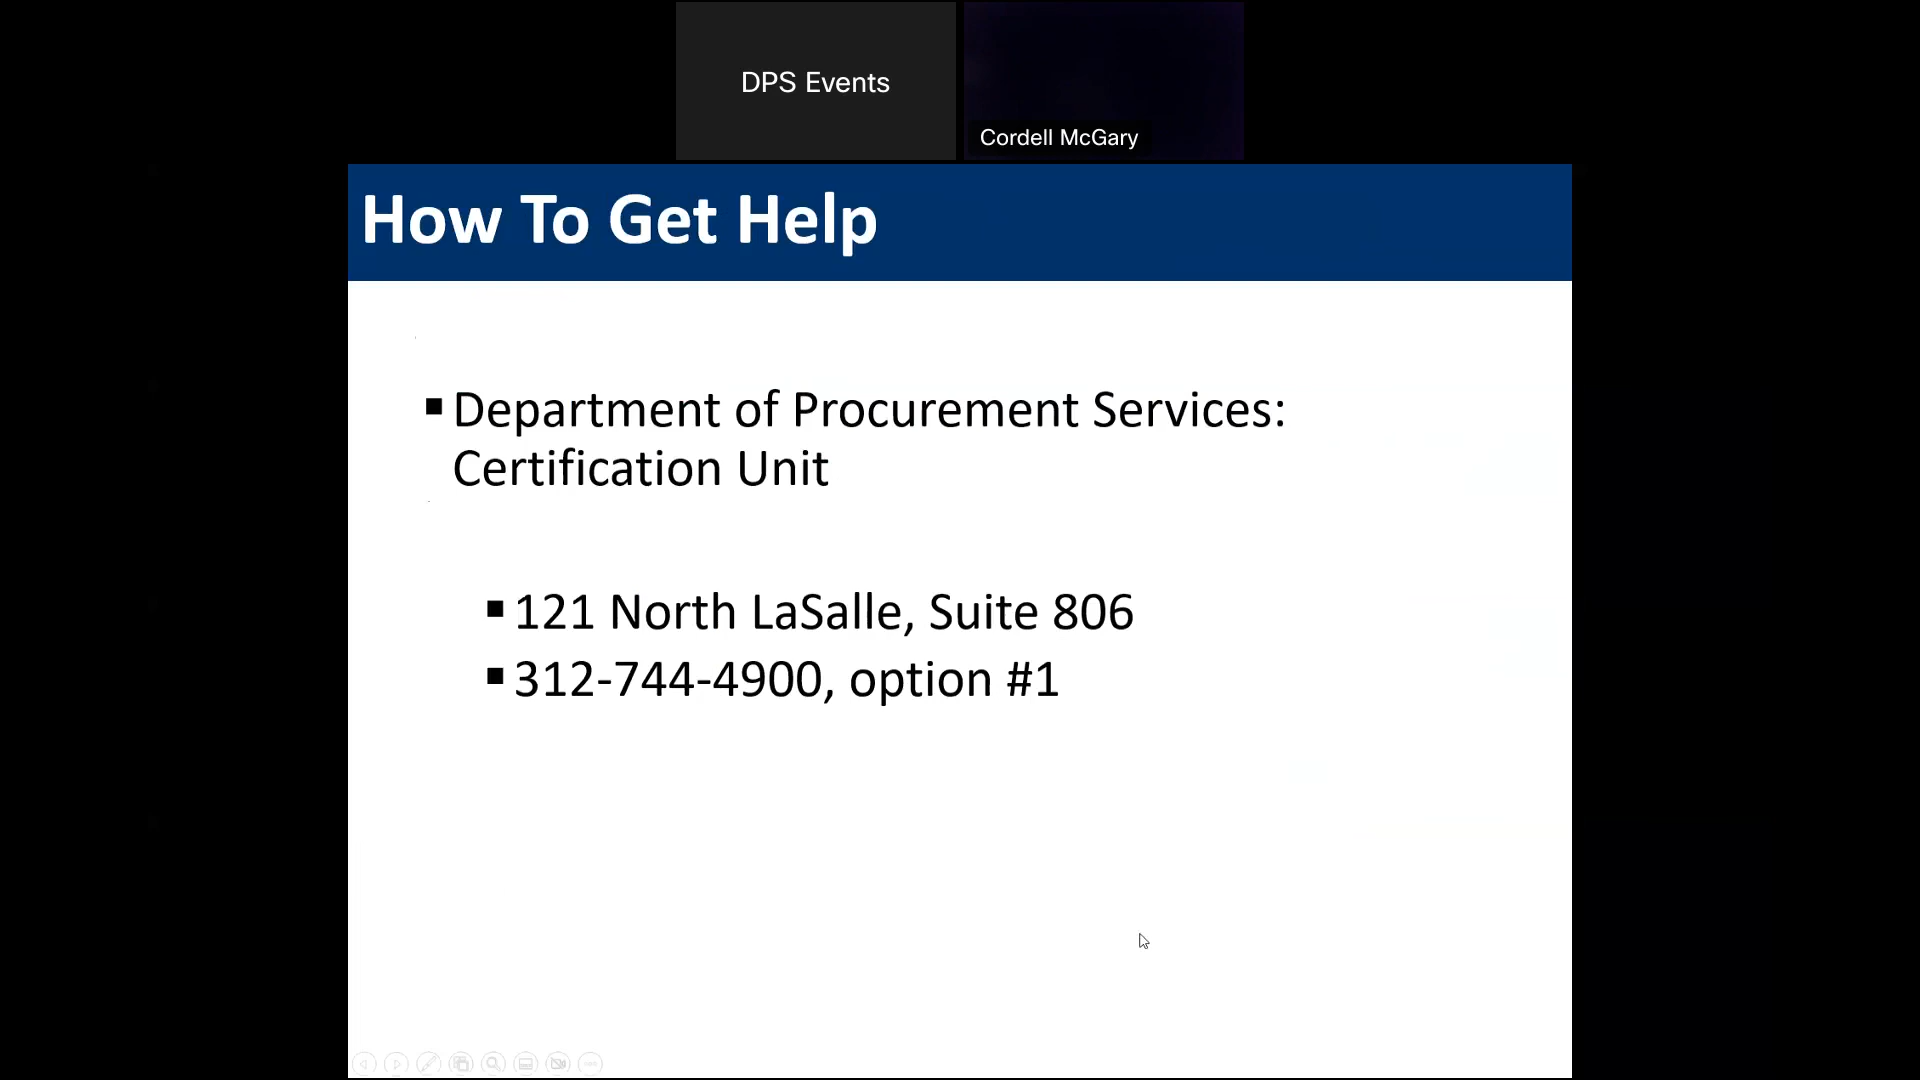 DPS Events
Cordell McGary
How To Get Help
▪ Department of Procurement Services:
Certification Unit
▪ 121 North LaSalle, Suite 806
▪ 312-744-4900, option #1